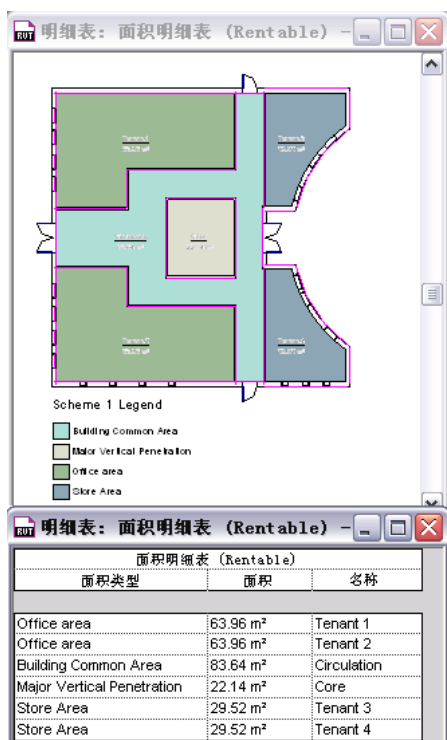 明细表: 面积明细表 (Rentable) -
Scheme 1 Legend
Building Common Area
Major Vertical Penetration
Office area
Store Area
明细表: 面积明细表 (Rentable) -
面积明细表 (Rentable)
面积类型 面积 名称
Office area 63.96 m² Tenant 1
Office area 63.96 m² Tenant 2
Building Common Area 83.64 m² Circulation
Major Vertical Penetration 22.14 m² Core
Store Area 29.52 m² Tenant 3
Store Area 29.52 m² Tenant 4